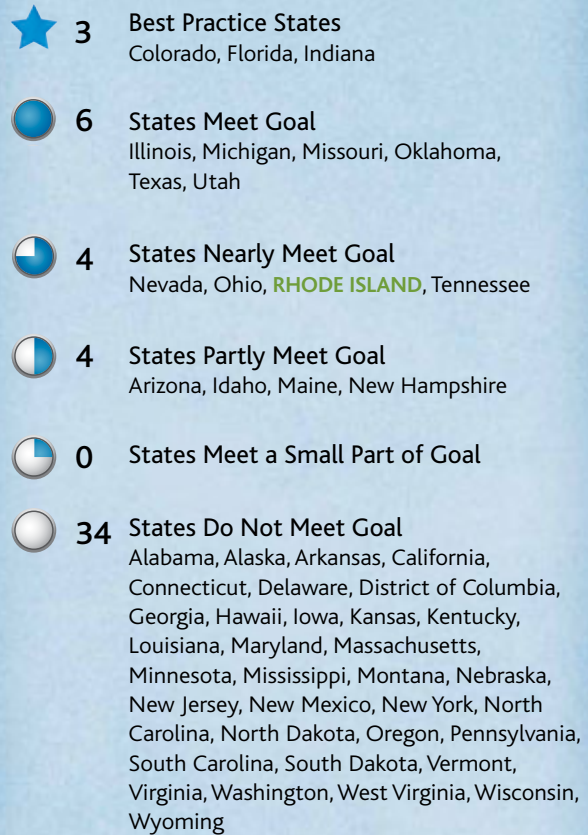 3 Best Practice States
Colorado, Florida, Indiana
6 States Meet Goal
Illinois, Michigan, Missouri, Oklahoma,
Texas, Utah
4 States Nearly Meet Goal
Nevada, Ohio, RHODE ISLAND, Tennessee
4 States Partly Meet Goal
Arizona, Idaho, Maine, New Hampshire
0 States Meet a Small Part of Goal
34 States Do Not Meet Goal
Alabama, Alaska, Arkansas, California,
Connecticut, Delaware, District of Columbia,
Georgia, Hawaii, Iowa, Kansas, Kentucky,
Louisiana, Maryland, Massachusetts,
Minnesota, Mississippi, Montana, Nebraska,
New Jersey, New Mexico, New York, North
Carolina, North Dakota, Oregon, Pennsylvania,
South Carolina, South Dakota, Vermont,
Virginia, Washington, West Virginia, Wisconsin,
Wyoming